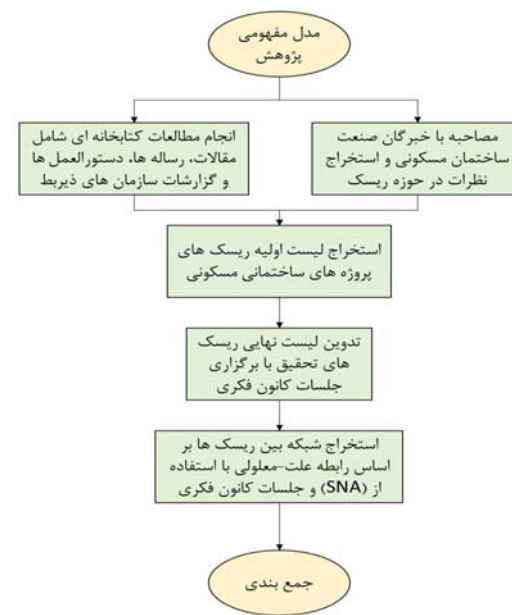 مدل مفهومی
پژوهش
مصاحبه با خبرگان صنعت
ساختمان مسکونی و استخراج
نظرات در حوزه ریسک
انجام مطالعات کتابخانه ای شامل
مقالات، رساله ها، دستورالعمل ها
و گزارشات سازمان های ذیربط
استخراج لیست اولیه ریسک های
پروژه های ساختمانی مسکونی
تدوین لیست نهایی ریسک
های تحقیق با برگزاری
جلسات کانون فکری
استخراج شبکه بین ریسک ها بر
اساس رابطه علت-معلولی با استفاده
از (SNA) و جلسات کانون فکری
جمع بندی